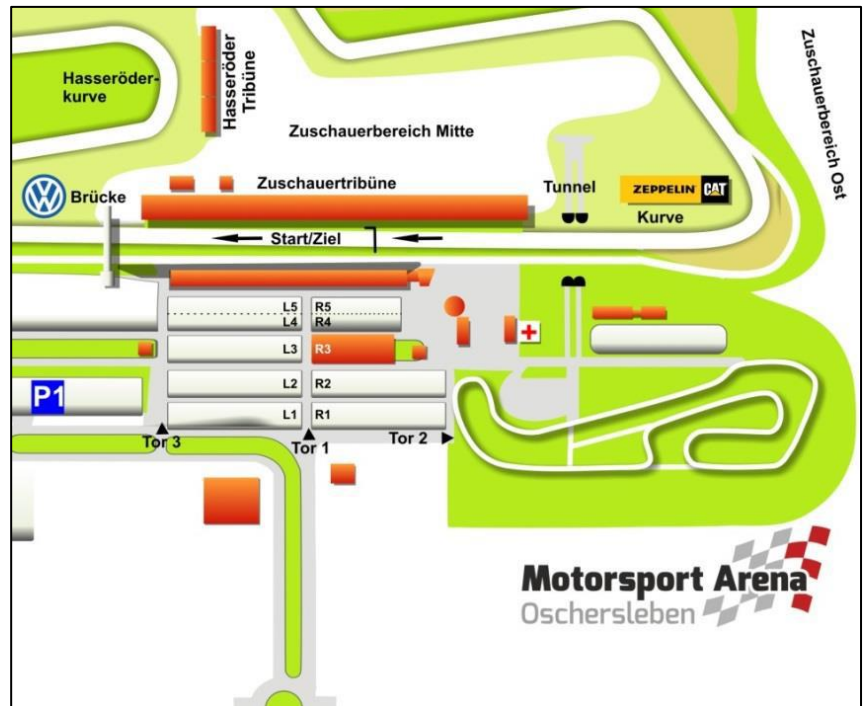 Hasseröder-
kurve
Hasseröder
Tribüne
Zuschauerbereich Mitte
Zuschauerbereich Ost
Brücke
Zuschauertribüne
Tunnel
ZEPPELIN CAT
Kurve
Start/Ziel
L5
R5
L4
R4
L3
R3
L2
R2
L1
R1
P1
Tor 3
Tor 1
Tor 2
Motorsport Arena
Oschersleben